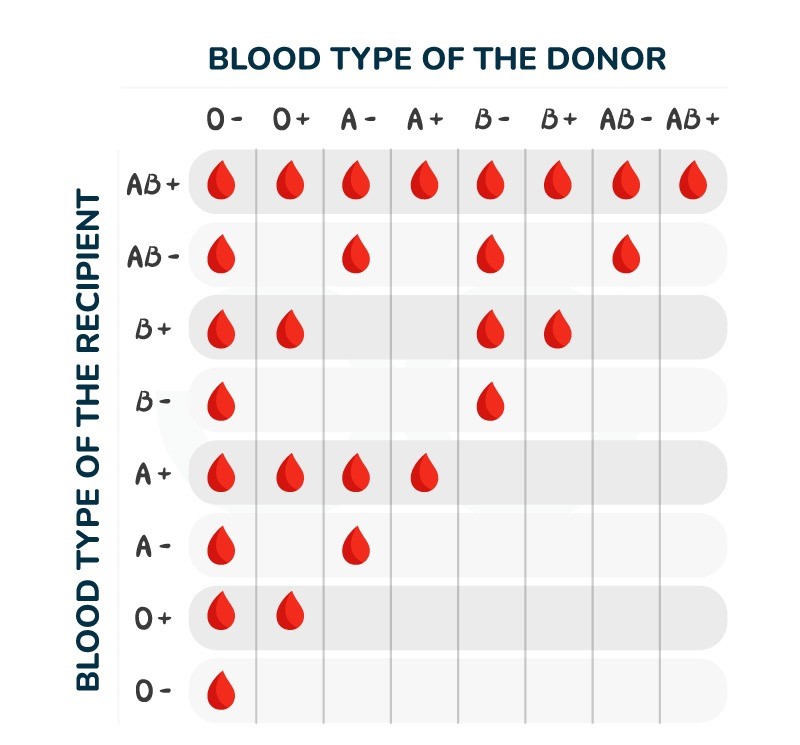 BLOOD TYPE OF THE DONOR
O- O+ A- A+ B- B+ AB- AB+
BLOOD TYPE OF THE RECIPIENT
AB+
AB-
B+
B-
A+
A-
O+
O-